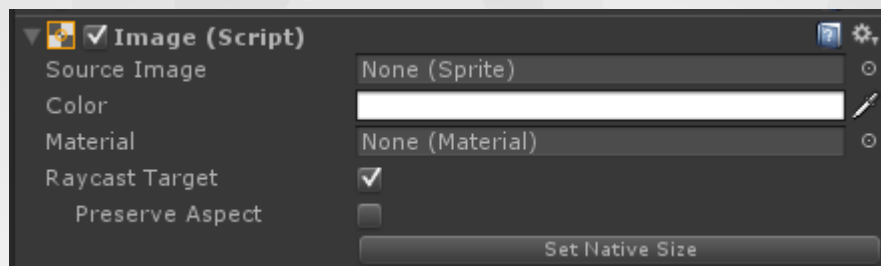 Image (Script)
Source Image None (Sprite)
Color
Material None (Material)
Raycast Target
Preserve Aspect
Set Native Size